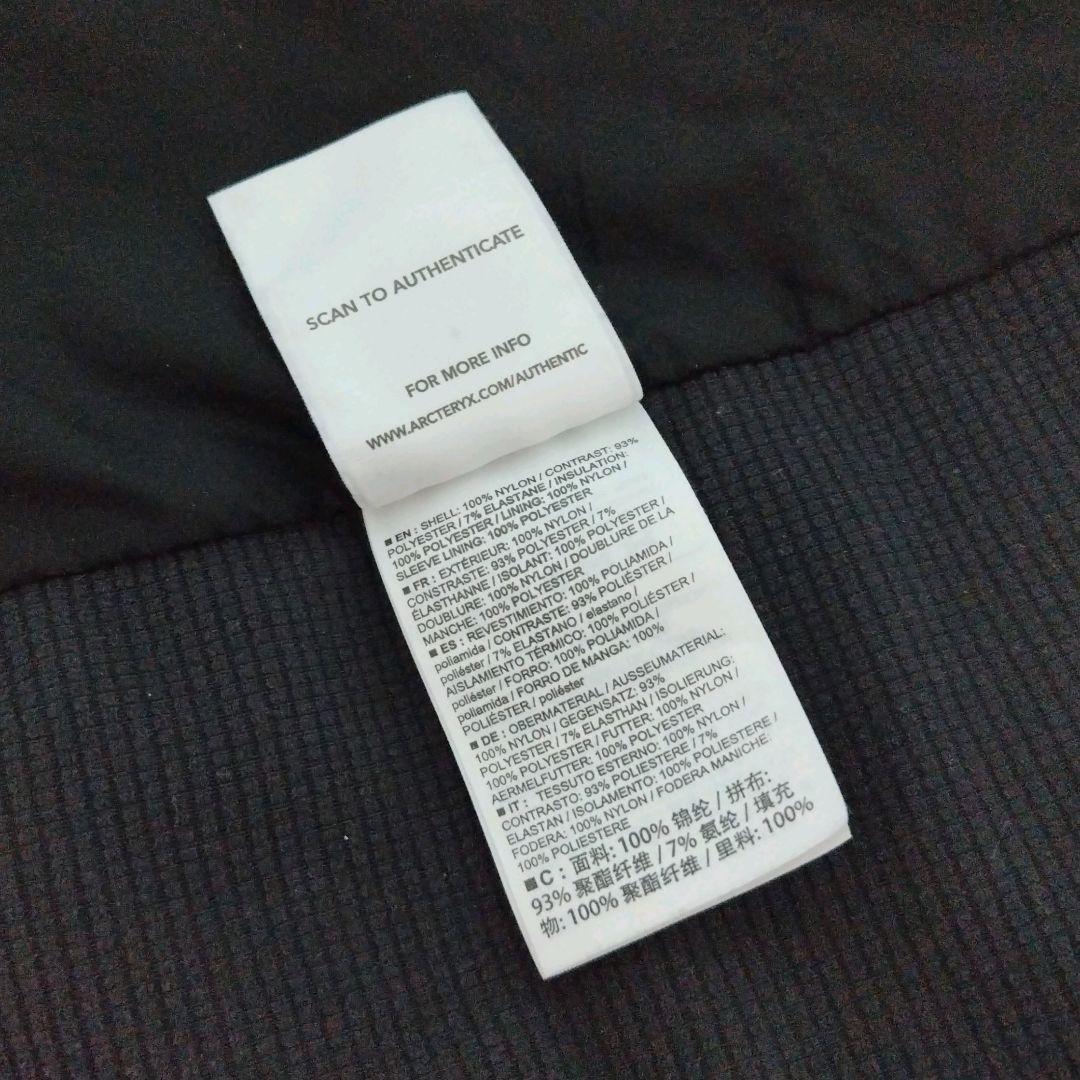 SCAN TO AUTHENTICATE
FOR MORE INFO
WWW.ARCTERYX.COM/AUTHENTIC
■ EN : SHELL: 100% NYLON / CONTRAST: 93%
POLYESTER / 7% ELASTANE / INSULATION:
100% POLYESTER / LINING: 100% NYLON /
SLEEVE LINING: 100% POLYESTER
■ FR : EXTÉRIEUR: 100% NYLON /
CONSTRASTE: 93% POLYESTER / 7%
ÉLASTHANNE / ISOLANT: 100% POLYESTER /
DOUBLURE: 100% NYLON / DOUBLURE DE LA
MANCHE: 100% POLYESTER
■ ES : REVESTIMIENTO: 100% POLIAMIDA /
poliamida / CONTRASTE: 93% POLIÉSTER /
poliéster / 7% ELASTANO / elastano /
AISLAMIENTO TÉRMICO: 100% POLIÉSTER /
poliéster / FORRO: 100% POLIAMIDA /
poliamida / FORRO DE MANGA: 100%
POLIÉSTER / poliéster
■ DE : OBERMATERIAL / AUSSEUMATERIAL:
100% NYLON / GEGENSATZ: 93%
POLYESTER / 7% ELASTHAN / ISOLIERUNG:
100% POLYESTER / FUTTER: 100% NYLON /
AERMELFUTTER: 100% POLYESTER
■ IT : TESSUTO ESTERNO: 100% NYLON /
CONTRASTO: 93% POLIESTERE / 7%
ELASTAN / ISOLAMENTO: 100% POLIESTERE /
FODERA: 100% NYLON / FODERA MANICHE:
100% POLIESTERE
■ C : 面料: 100% 锦纶 / 拼布:
93% 聚酯纤维 / 7% 氨纶 / 填充
物: 100% 聚酯纤维 / 里料: 100%